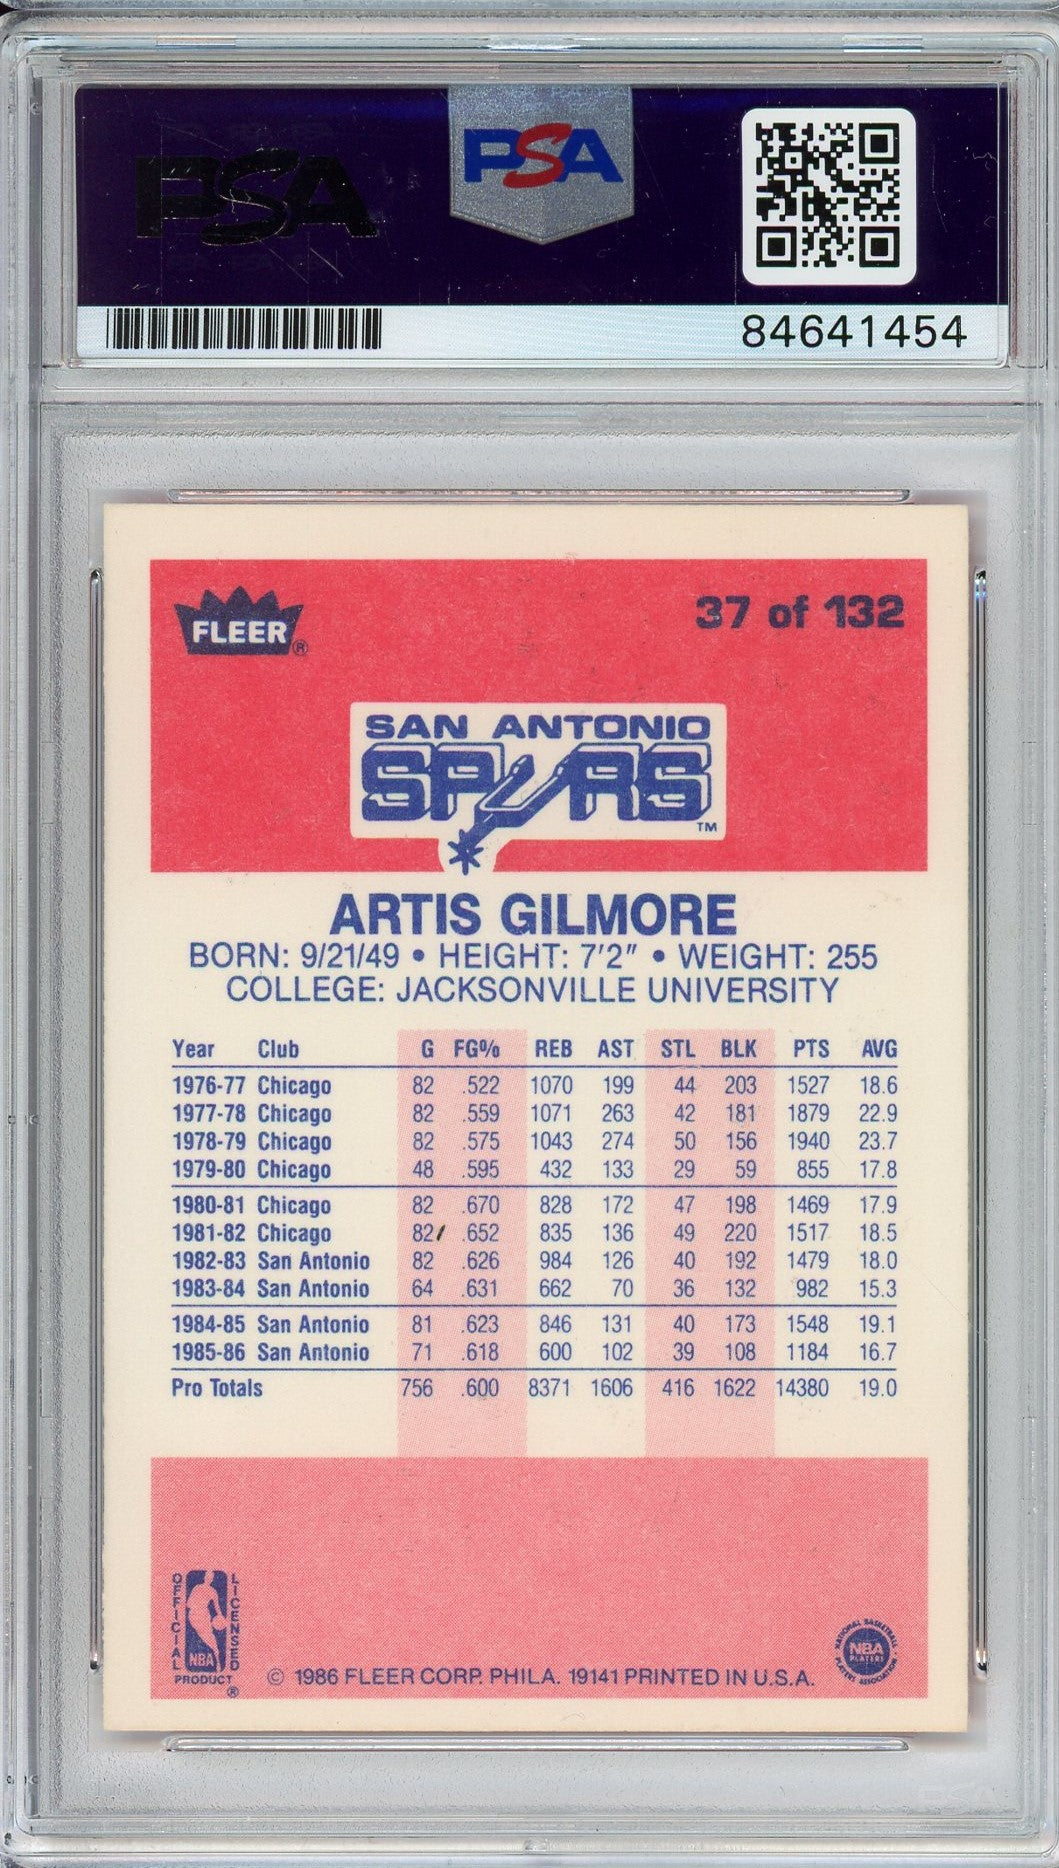 PSA
PSA
84641454
FLEER®
37 of 132
SAN ANTONIO
SPURS
TM
ARTIS GILMORE
BORN: 9/21/49 • HEIGHT: 7'2" • WEIGHT: 255
COLLEGE: JACKSONVILLE UNIVERSITY
Year Club G FG% REB AST STL BLK PTS AVG
1976-77 Chicago 82 .522 1070 199 44 203 1527 18.6
1977-78 Chicago 82 .559 1071 263 42 181 1879 22.9
1978-79 Chicago 82 .575 1043 274 50 156 1940 23.7
1979-80 Chicago 48 .595 432 133 29 59 855 17.8
1980-81 Chicago 82 .670 828 172 47 198 1469 17.9
1981-82 Chicago 82 .652 835 136 49 220 1517 18.5
1982-83 San Antonio 82 .626 984 126 40 192 1479 18.0
1983-84 San Antonio 64 .631 662 70 36 132 982 15.3
1984-85 San Antonio 81 .623 846 131 40 173 1548 19.1
1985-86 San Antonio 71 .618 600 102 39 108 1184 16.7
Pro Totals 756 .600 8371 1606 416 1622 14380 19.0
OFFICIAL
LICENSED
NBA
PRODUCT
®
© 1986 FLEER CORP. PHILA. 19141 PRINTED IN U.S.A.
NATIONAL BASKETBALL
NBA
PLAYERS
PLAYERS ASSOCIATION